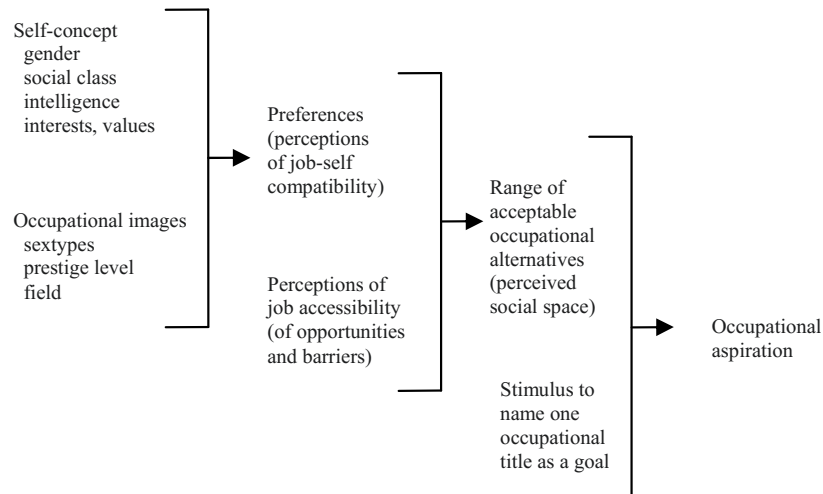 Self-concept
gender
social class
intelligence
interests, values
Occupational images
sextypes
prestige level
field
Preferences
(perceptions
of job-self
compatibility)
Perceptions of
job accessibility
(of opportunities
and barriers)
Range of
acceptable
occupational
alternatives
(perceived
social space)
Stimulus to
name one
occupational
title as a goal
Occupational
aspiration